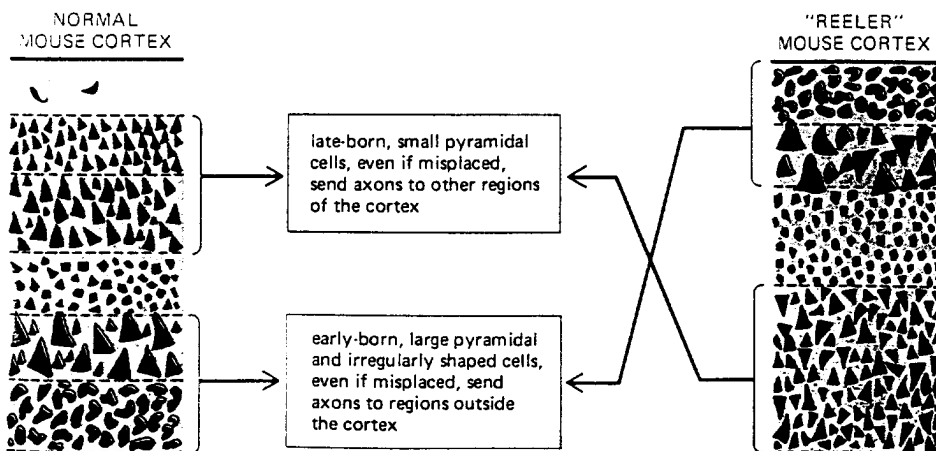 NORMAL
MOUSE CORTEX
"REELER"
MOUSE CORTEX
late-born, small pyramidal
cells, even if misplaced,
send axons to other regions
of the cortex
early-born, large pyramidal
and irregularly shaped cells,
even if misplaced, send
axons to regions outside
the cortex